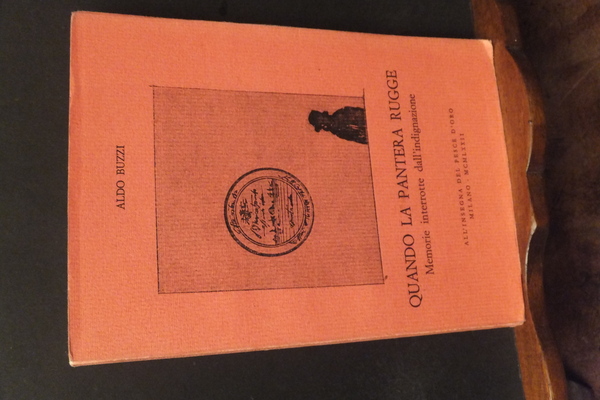 ALDO BUZZI
QUANDO LA PANTERA RUGGE
Memorie interrotte dall'indignazione
ALL'INSEGNA DEL PESCE D'ORO
MILANO - MCMLXXII